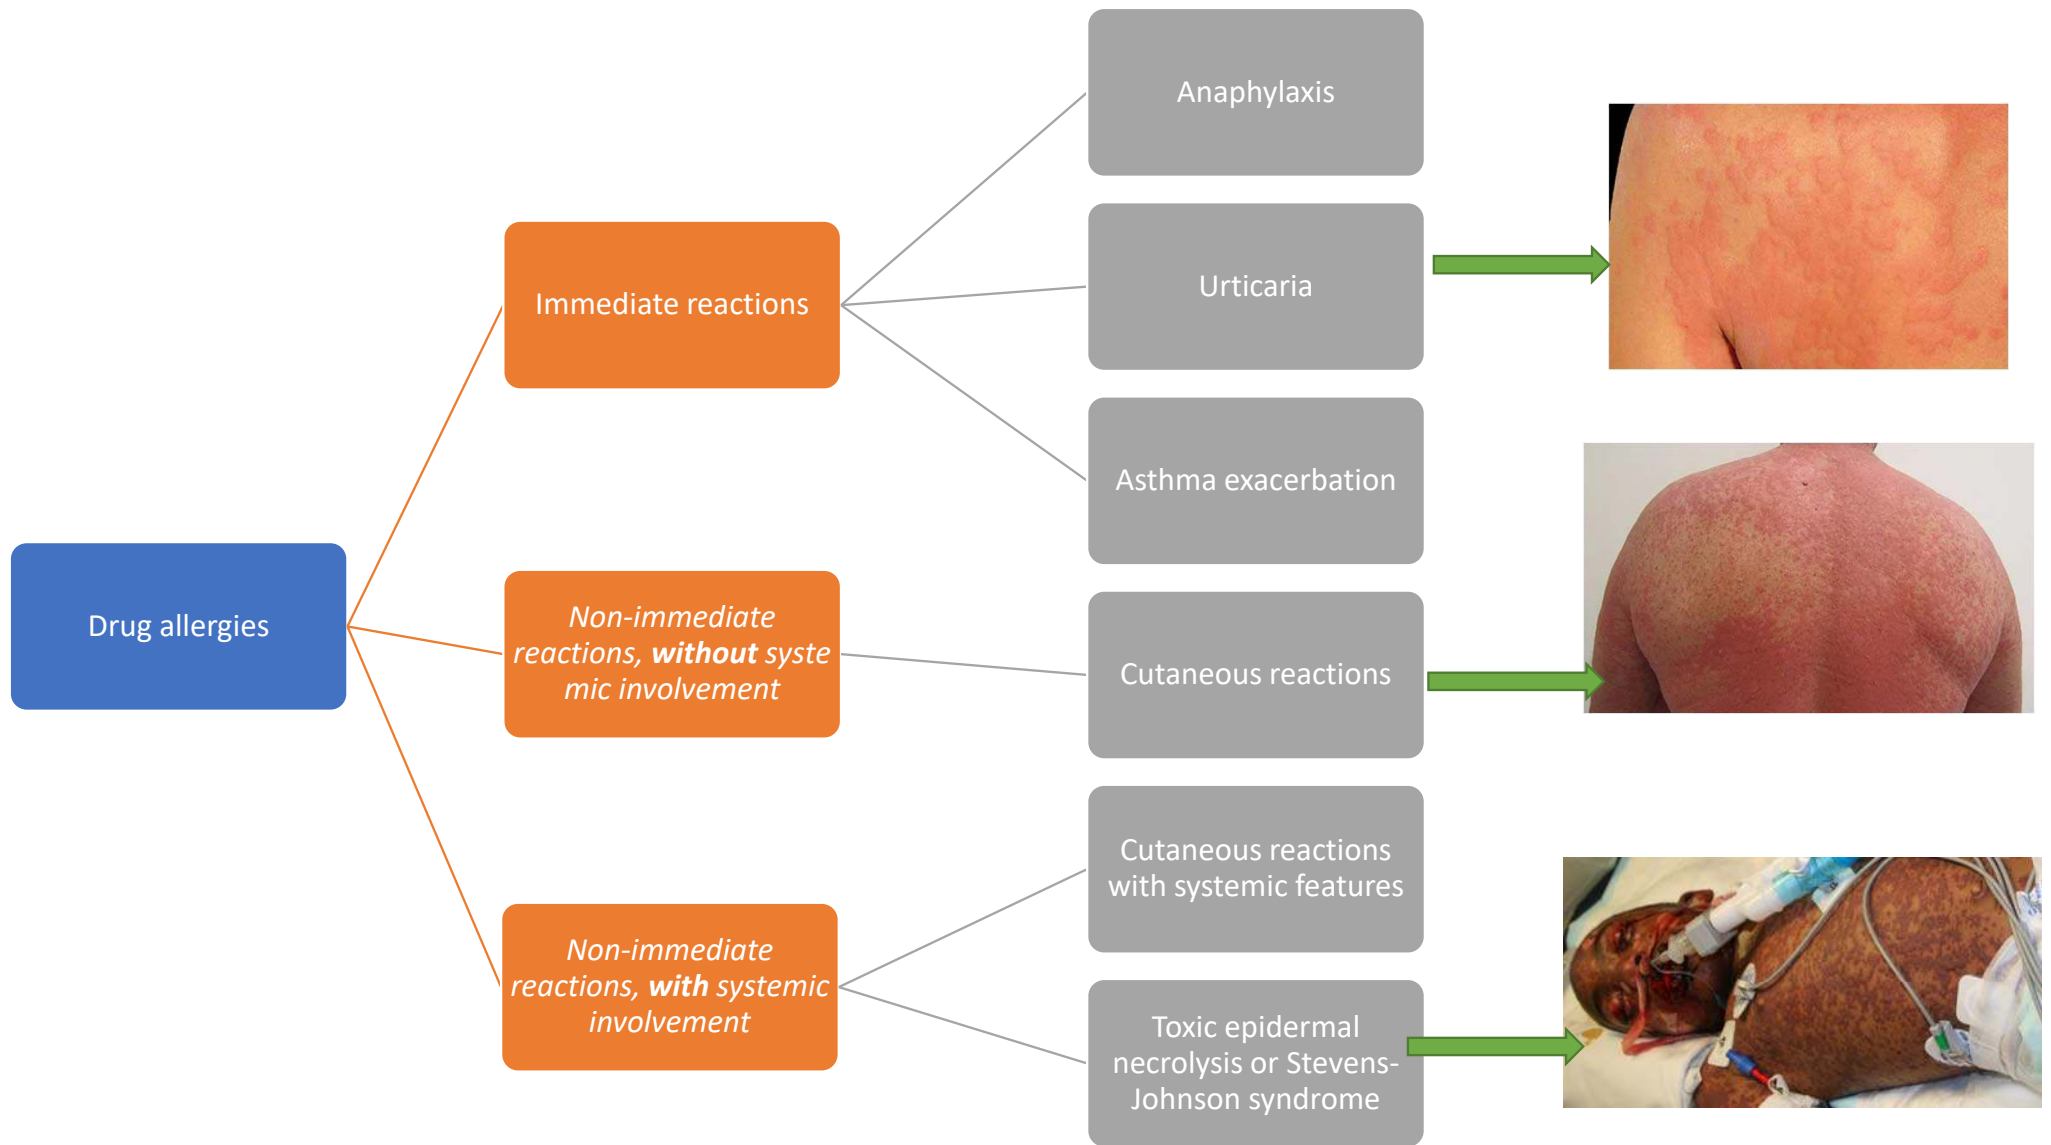 Drug allergies
Immediate reactions
Non-immediate
reactions, without syste
mic involvement
Non-immediate
reactions, with systemic
involvement
Anaphylaxis
Urticaria
Asthma exacerbation
Cutaneous reactions
Cutaneous reactions
with systemic features
Toxic epidermal
necrolysis or Stevens-
Johnson syndrome